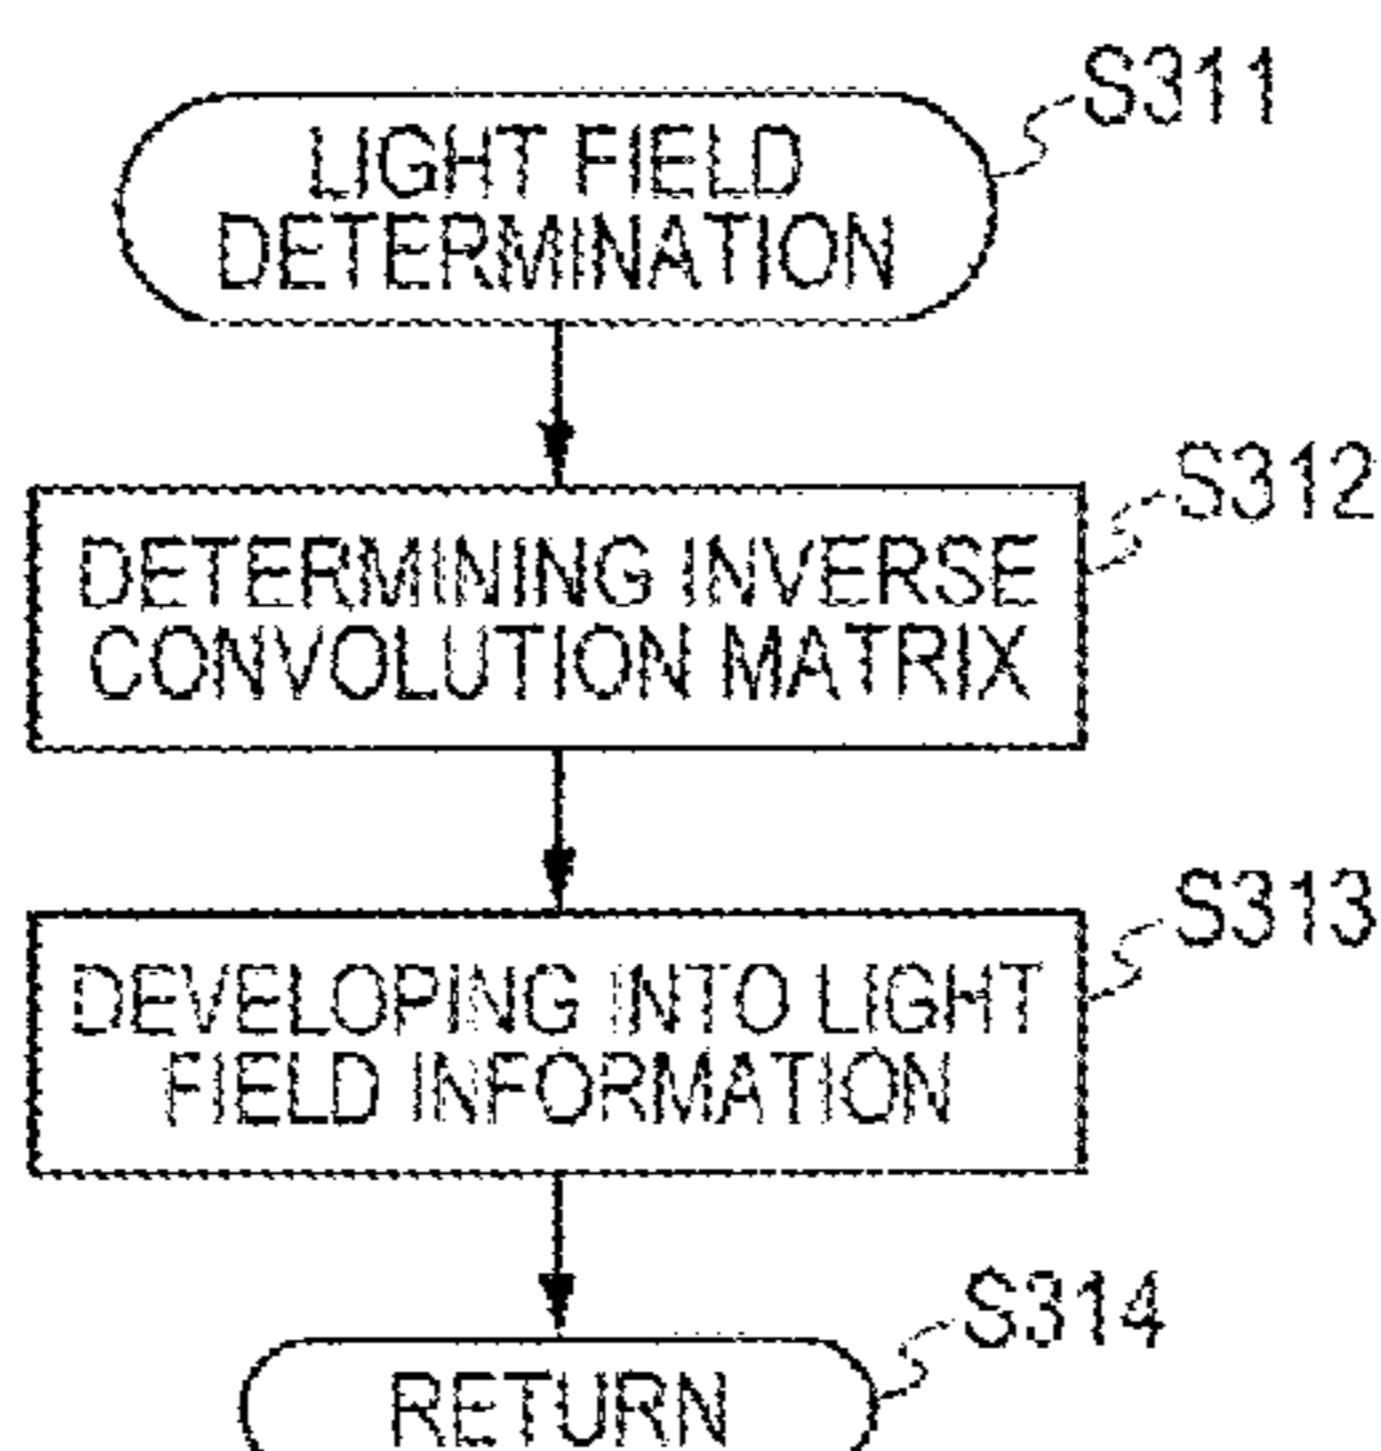 S311
LIGHT FIELD
DETERMINATION
S312
DETERMINING INVERSE
CONVOLUTION MATRIX
S313
DEVELOPING INTO LIGHT
FIELD INFORMATION
S314
RETURN